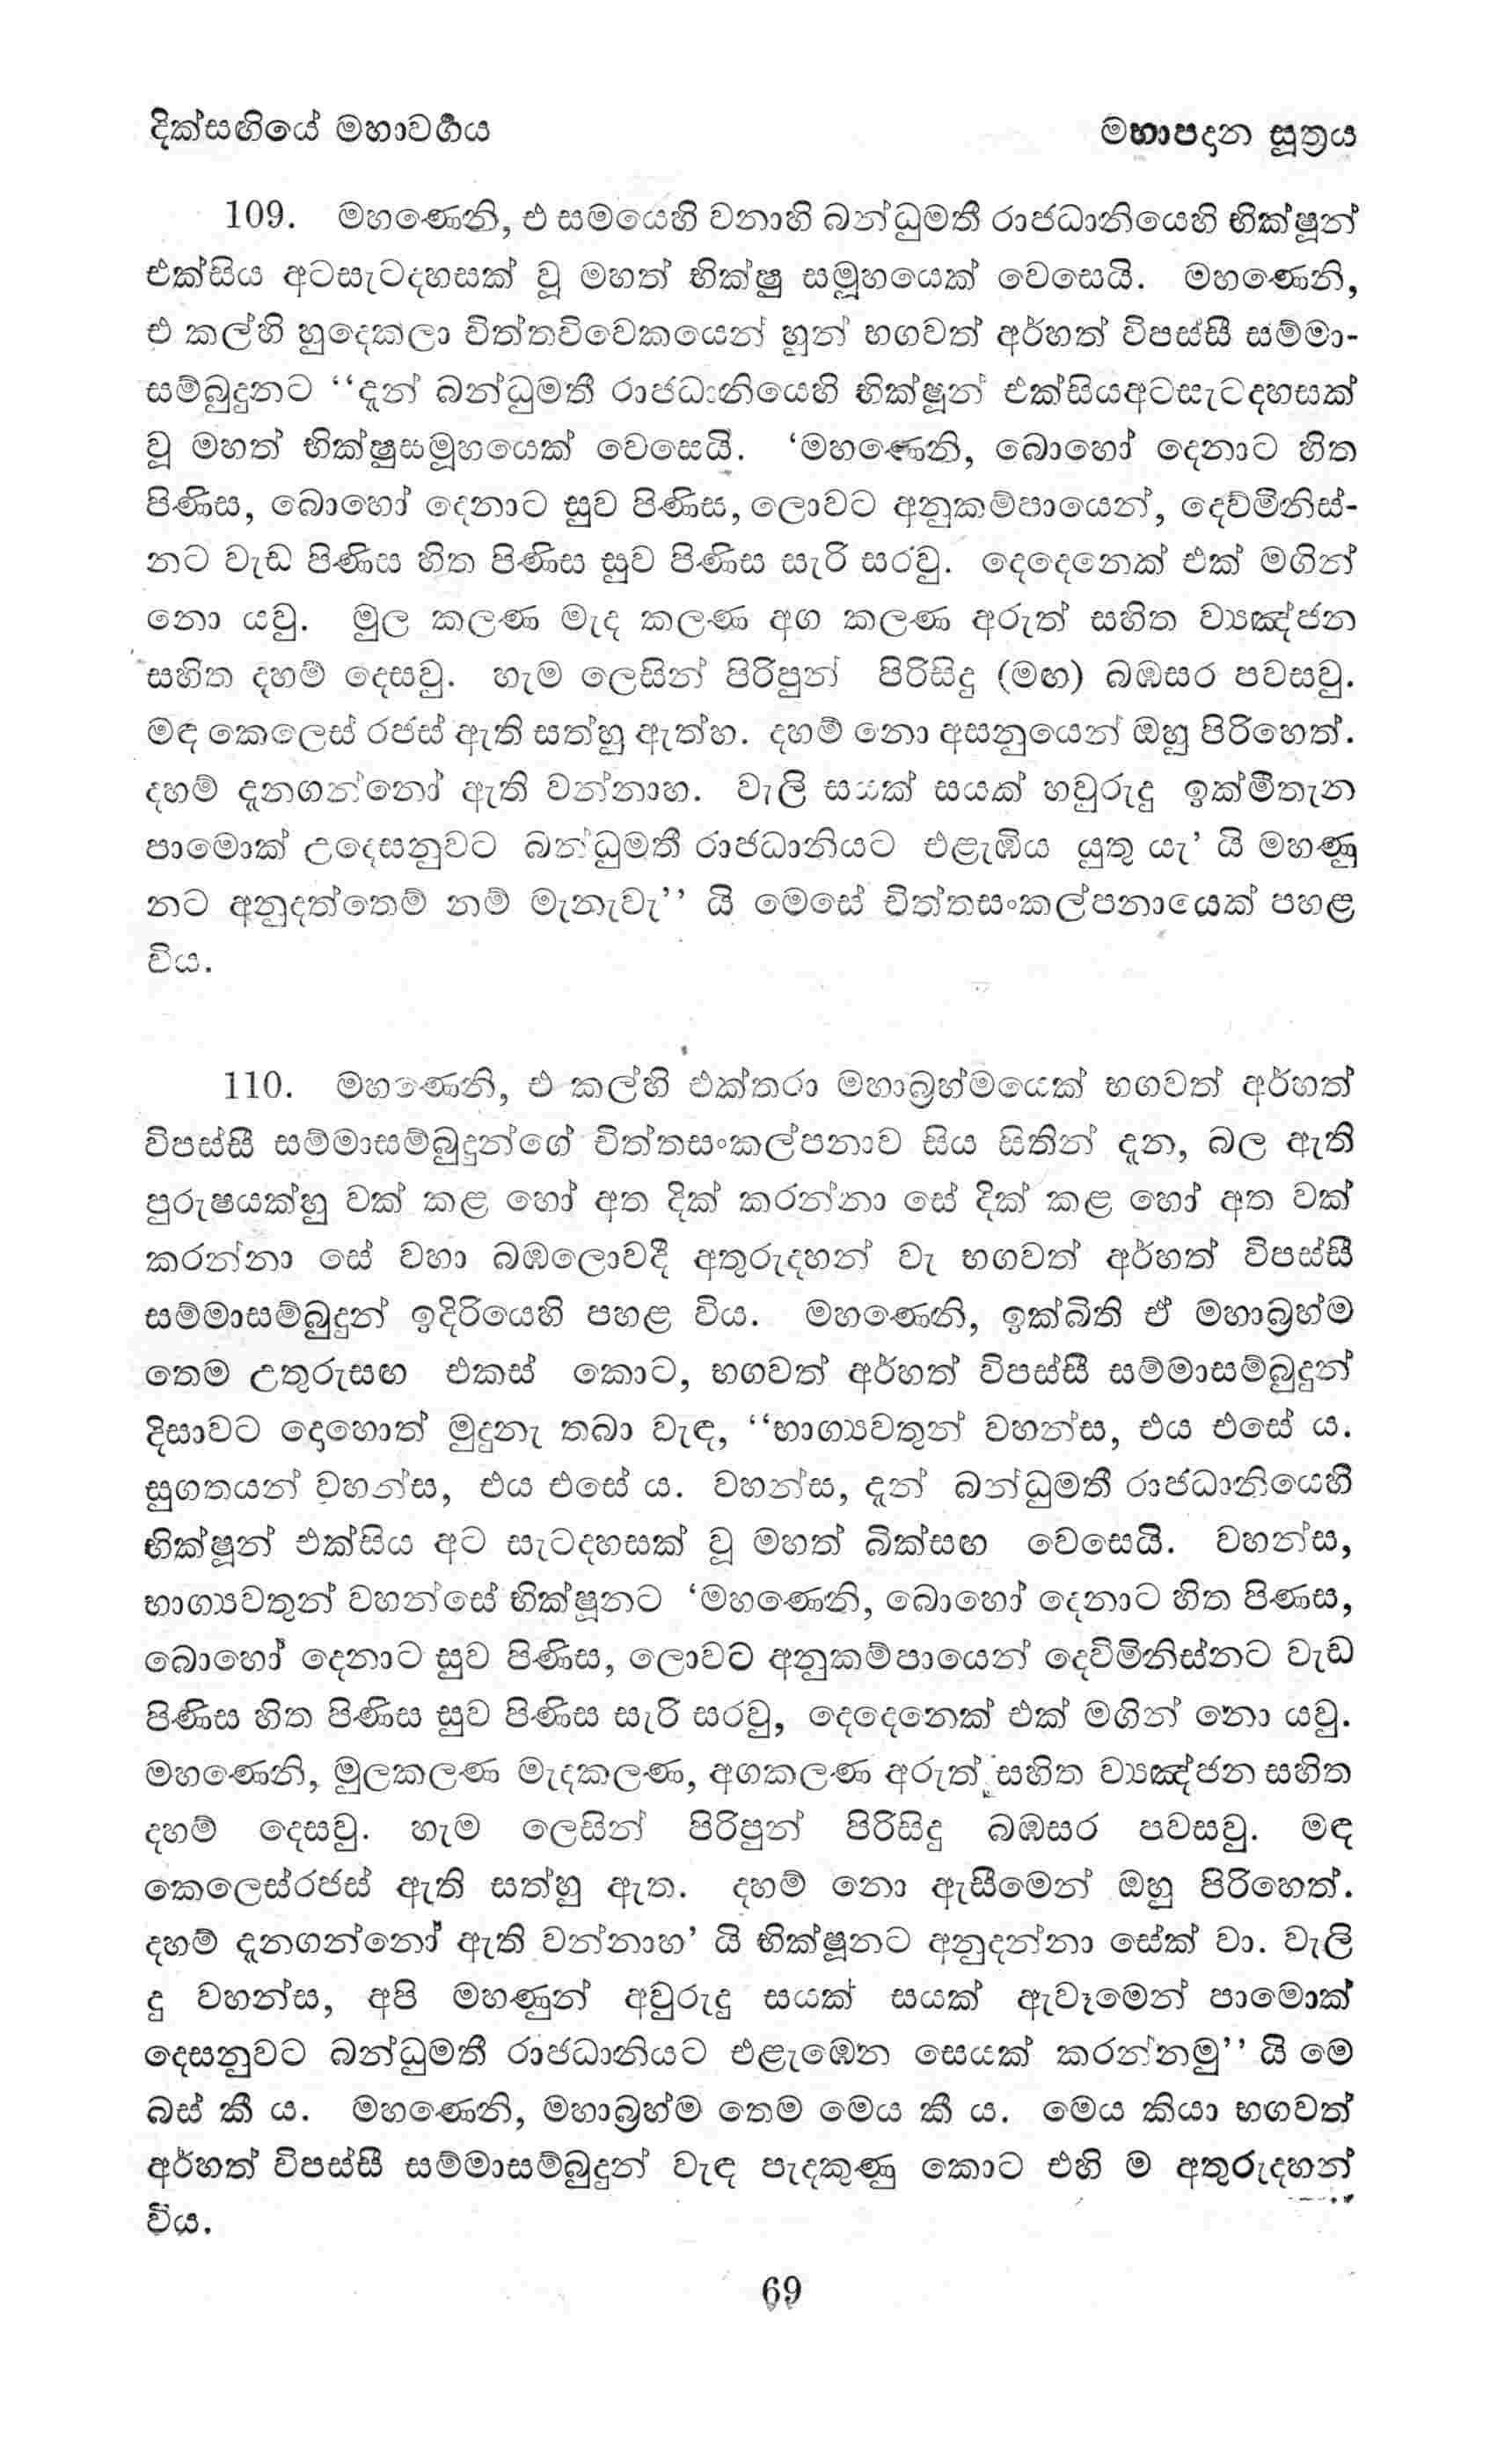 දික්සඟියේ මහාවර්‍ගය
මහාපදාන සූත්‍රය
109. මහණෙනි, එ සමයෙහි වනාහි බන්ධුමතී රාජධානියෙහි භික්ෂූන්
එක්සිය අටසැටදහසක් වූ මහත් භික්ෂු සමූහයෙක් වෙසෙයි. මහණෙනි,
එ කල්හි හුදෙකලා චිත්තවිවෙකයෙන් හුන් භගවත් අර්හත් විපස්සී සම්මා-
සම්බුදුනට ‘‘දැන් බන්ධුමතී රාජධානියෙහි භික්ෂූන් එක්සියඅටසැටදහසක්
වූ මහත් භික්ෂුසමූහයෙක් වෙසෙයි. ‘මහණෙනි, බොහෝ දෙනාට හිත
පිණිස, බොහෝ දෙනාට සුව පිණිස, ලොවට අනුකම්පායෙන්, දෙව්මිනිස්-
නට වැඩ පිණිස හිත පිණිස සුව පිණිස සැරි සරවු. දෙදෙනෙක් එක් මගින්
නො යවු. මුල කලණ මැද කලණ අග කලණ අරුත් සහිත ව්‍යඤ්ජන
සහිත දහම් දෙසවු. හැම ලෙසින් පිරිපුන් පිරිසිදු (මඟ) බඹසර පවසවු.
මඳ කෙලෙස් රජස් ඇති සත්හු ඇත්හ. දහම් නො අසනුයෙන් ඔහු පිරිහෙත්.
දහම් දැනගන්නෝ ඇති වන්නාහ. වැලි සයක් සයක් හවුරුදු ඉක්මීතැන
පාමොක් උදෙසනුවට බන්ධුමතී රාජධානියට එළැඹිය යුතු යැ’ යි මහණු
නට අනුදත්තෙම් නම් මැනැවැ’’ යි මෙසේ චිත්තසංකල්පනායෙක් පහළ
විය.
110. මහණෙනි, එ කල්හි එක්තරා මහාබ්‍රහ්මයෙක් භගවත් අර්හත්
විපස්සී සම්මාසම්බුදුන්ගේ චිත්තසංකල්පනාව සිය සිතින් දැන, බල ඇති
පුරුෂයක්හු වක් කළ හෝ අත දික් කරන්නා සේ දික් කළ හෝ අත වක්
කරන්නා සේ වහා බඹලොවදී අතුරුදහන් වැ භගවත් අර්හත් විපස්සී
සම්මාසම්බුදුන් ඉදිරියෙහි පහළ විය. මහණෙනි, ඉක්බිති ඒ මහාබ්‍රහ්ම
තෙම උතුරුසඟ එකස් කොට, භගවත් අර්හත් විපස්සී සම්මාසම්බුදුන්
දිසාවට දොහොත් මුදුනැ තබා වැඳ, ‘‘භාග්‍යවතුන් වහන්ස, එය එසේ ය.
සුගතයන් වහන්ස, එය එසේ ය. වහන්ස, දැන් බන්ධුමතී රාජධානියෙහි
භික්ෂූන් එක්සිය අට සැටදහසක් වූ මහත් බික්සඟ වෙසෙයි. වහන්ස,
භාග්‍යවතුන් වහන්සේ භික්ෂූනට ‘මහණෙනි, බොහෝ දෙනාට හිත පිණස,
බොහෝ දෙනාට සුව පිණිස, ලොවට අනුකම්පායෙන් දෙව්මිනිස්නට වැඩ
පිණිස හිත පිණිස සුව පිණිස සැරි සරවු, දෙදෙනෙක් එක් මගින් නො යවු.
මහණෙනි, මුලකලණ මැදකලණ, අගකලණ අරුත් සහිත ව්‍යඤ්ජන සහිත
දහම් දෙසවු. හැම ලෙසින් පිරිපුන් පිරිසිදු බඹසර පවසවු. මඳ
කෙලෙස්රජස් ඇති සත්හු ඇත. දහම් නො ඇසීමෙන් ඔහු පිරිහෙත්.
දහම් දැනගන්නෝ ඇති වන්නාහ’ යි භික්ෂූනට අනුදන්නා සේක් වා. වැලි
දු වහන්ස, අපි මහණුන් අවුරුදු සයක් සයක් ඇවෑමෙන් පාමොක්
දෙසනුවට බන්ධුමතී රාජධානියට එළැඹෙන සෙයක් කරන්නමු’’ යි මෙ
බස් කී ය. මහණෙනි, මහාබ්‍රහ්ම තෙම මෙය කී ය. මෙය කියා භගවත්
අර්හත් විපස්සී සම්මාසම්බුදුන් වැඳ පැදකුණු කොට එහි ම අතුරුදහන්
විය.
69